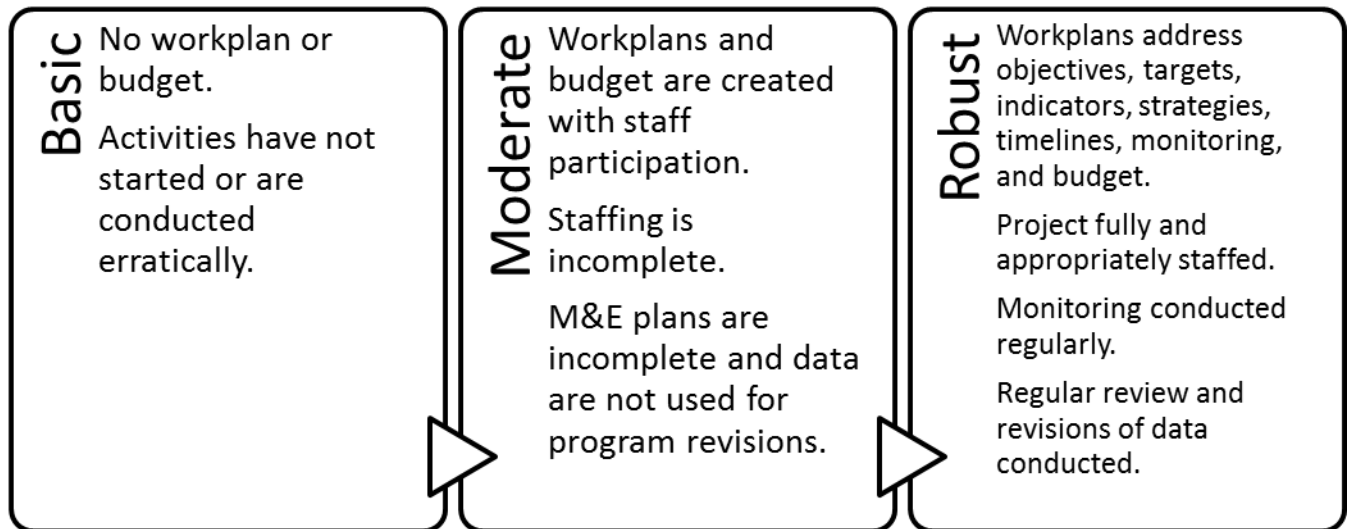 Basic
No workplan or
budget.
Activities have not
started or are
conducted
erratically.
Moderate
Workplans and
budget are created
with staff
participation.
Staffing is
incomplete.
M&E plans are
incomplete and data
are not used for
program revisions.
Robust
Workplans address
objectives, targets,
indicators, strategies,
timelines, monitoring,
and budget.
Project fully and
appropriately staffed.
Monitoring conducted
regularly.
Regular review and
revisions of data
conducted.